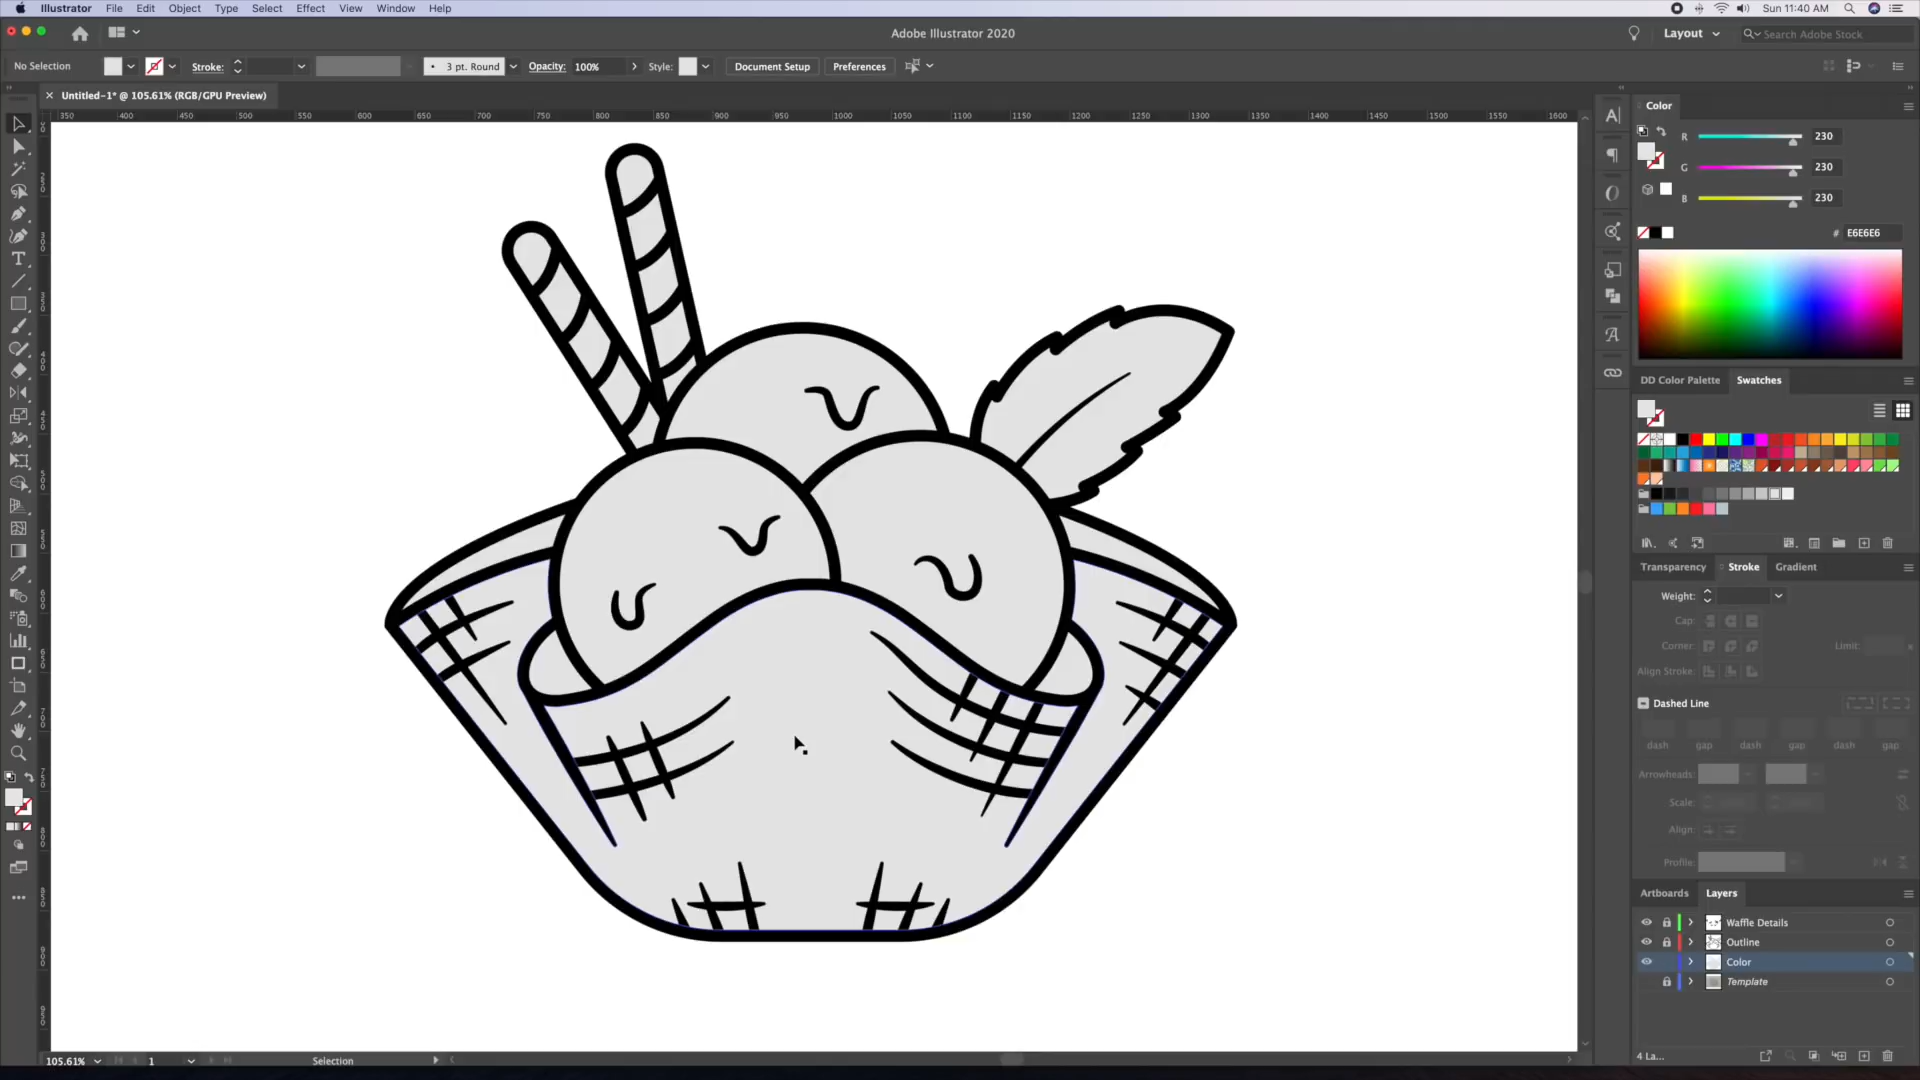 Illustrator File Edit Object Type Select Effect View Window Help Sun 11:40 AM
Adobe Illustrator 2020 Layout Search Adobe Stock
No Selection Stroke: 3 pt. Round Opacity: 100% Style: Document Setup Preferences
Untitled-1* @ 105.61% (RGB/GPU Preview)
350 400 450 500 550 600 650 700 750 800 850 900 950 1000 1050 1100 1150 1200 1250 1300 1350 1400 1450 1500 1550 1600
Color
R 230
G 230
B 230
# E6E6E6
DD Color Palette Swatches
Transparency Stroke Gradient
Weight:
Cap:
Corner: Limit:
Align Stroke:
Dashed Line
dash gap dash gap dash gap
Arrowheads:
Scale:
Align:
Profile:
Artboards Layers
Waffle Details
Outline
Color
Template
4 La...
105.61% 1 Selection